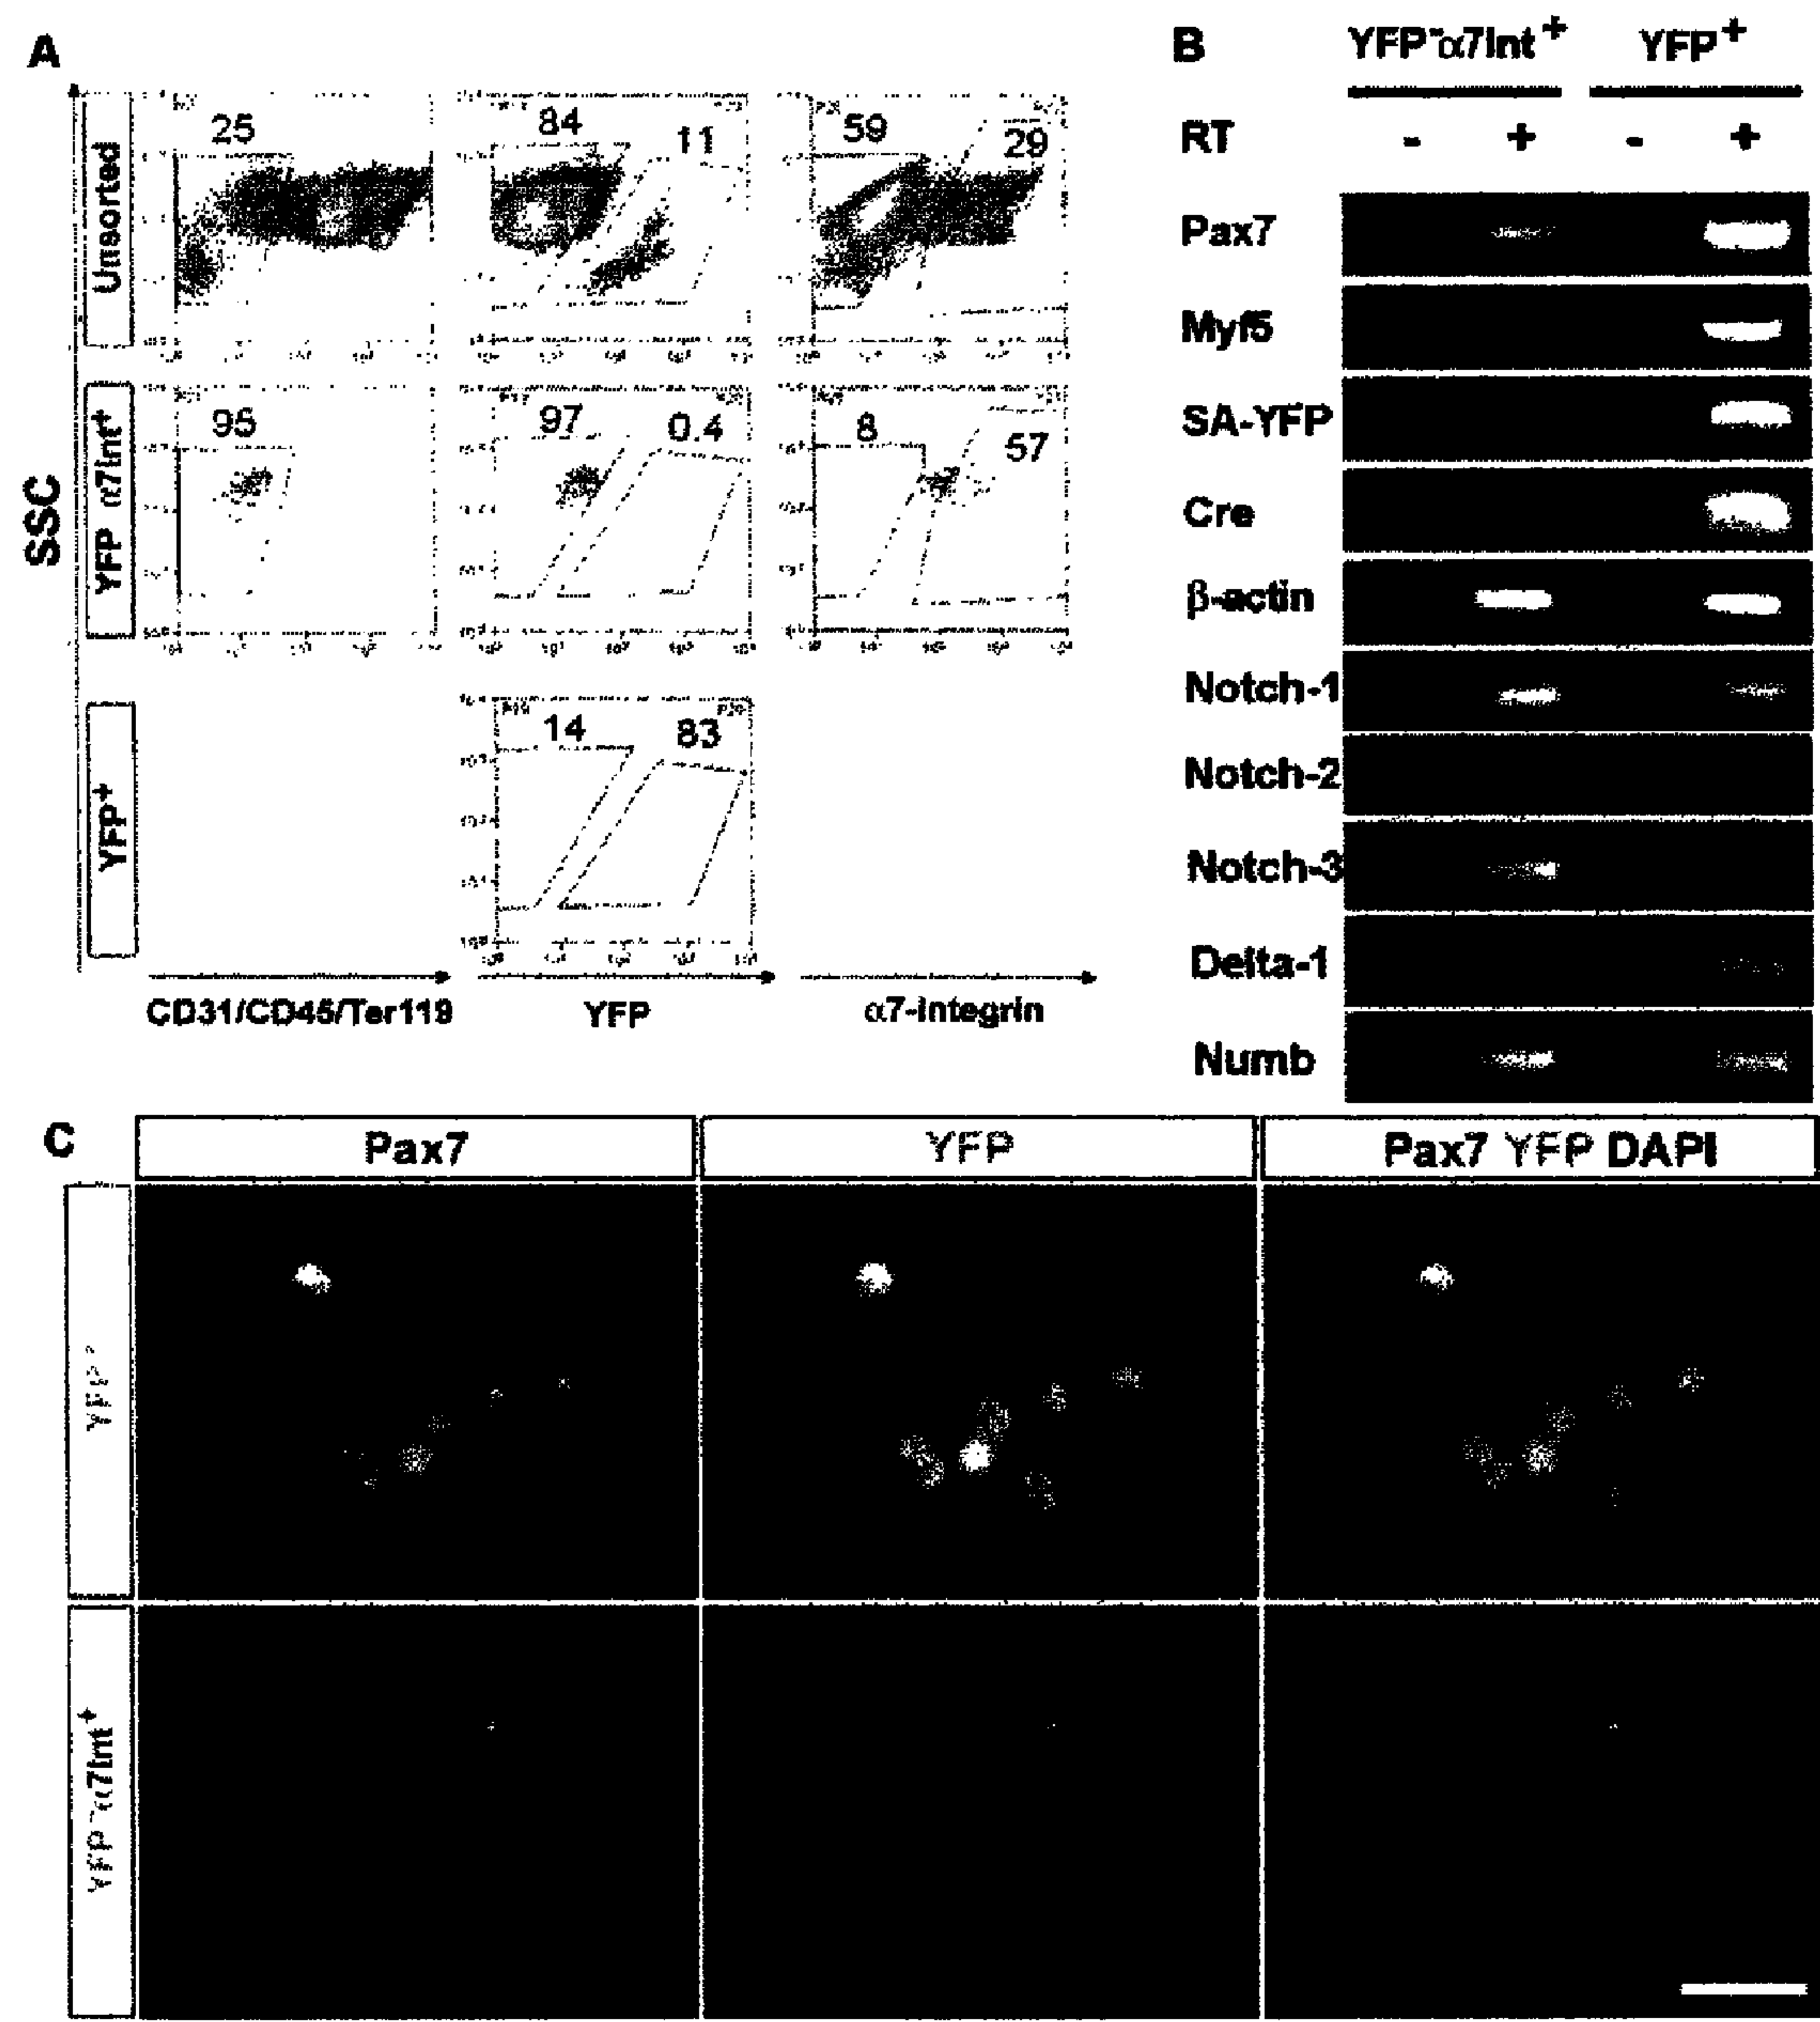 A
SSC
Unsorted
25
84
11
59
29
YFP α7Int+
95
97
0.4
8
57
YFP+
14
83
CD31/CD45/Ter119
YFP
α7-integrin
B
YFP-α7Int+ YFP+
RT - + - +
Pax7
Myf5
SA-YFP
Cre
β-actin
Notch-1
Notch-2
Notch-3
Delta-1
Numb
C
Pax7 YFP Pax7 YFP DAPI
YFP+
YFP-α7Int+